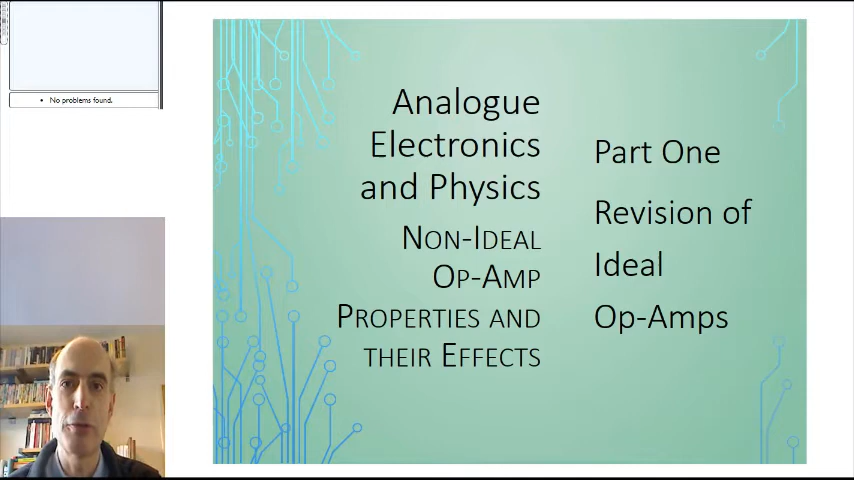 No problems found.
Analogue
Electronics
and Physics
Non-Ideal
Op-Amp
Properties and
their Effects
Part One
Revision of
Ideal
Op-Amps